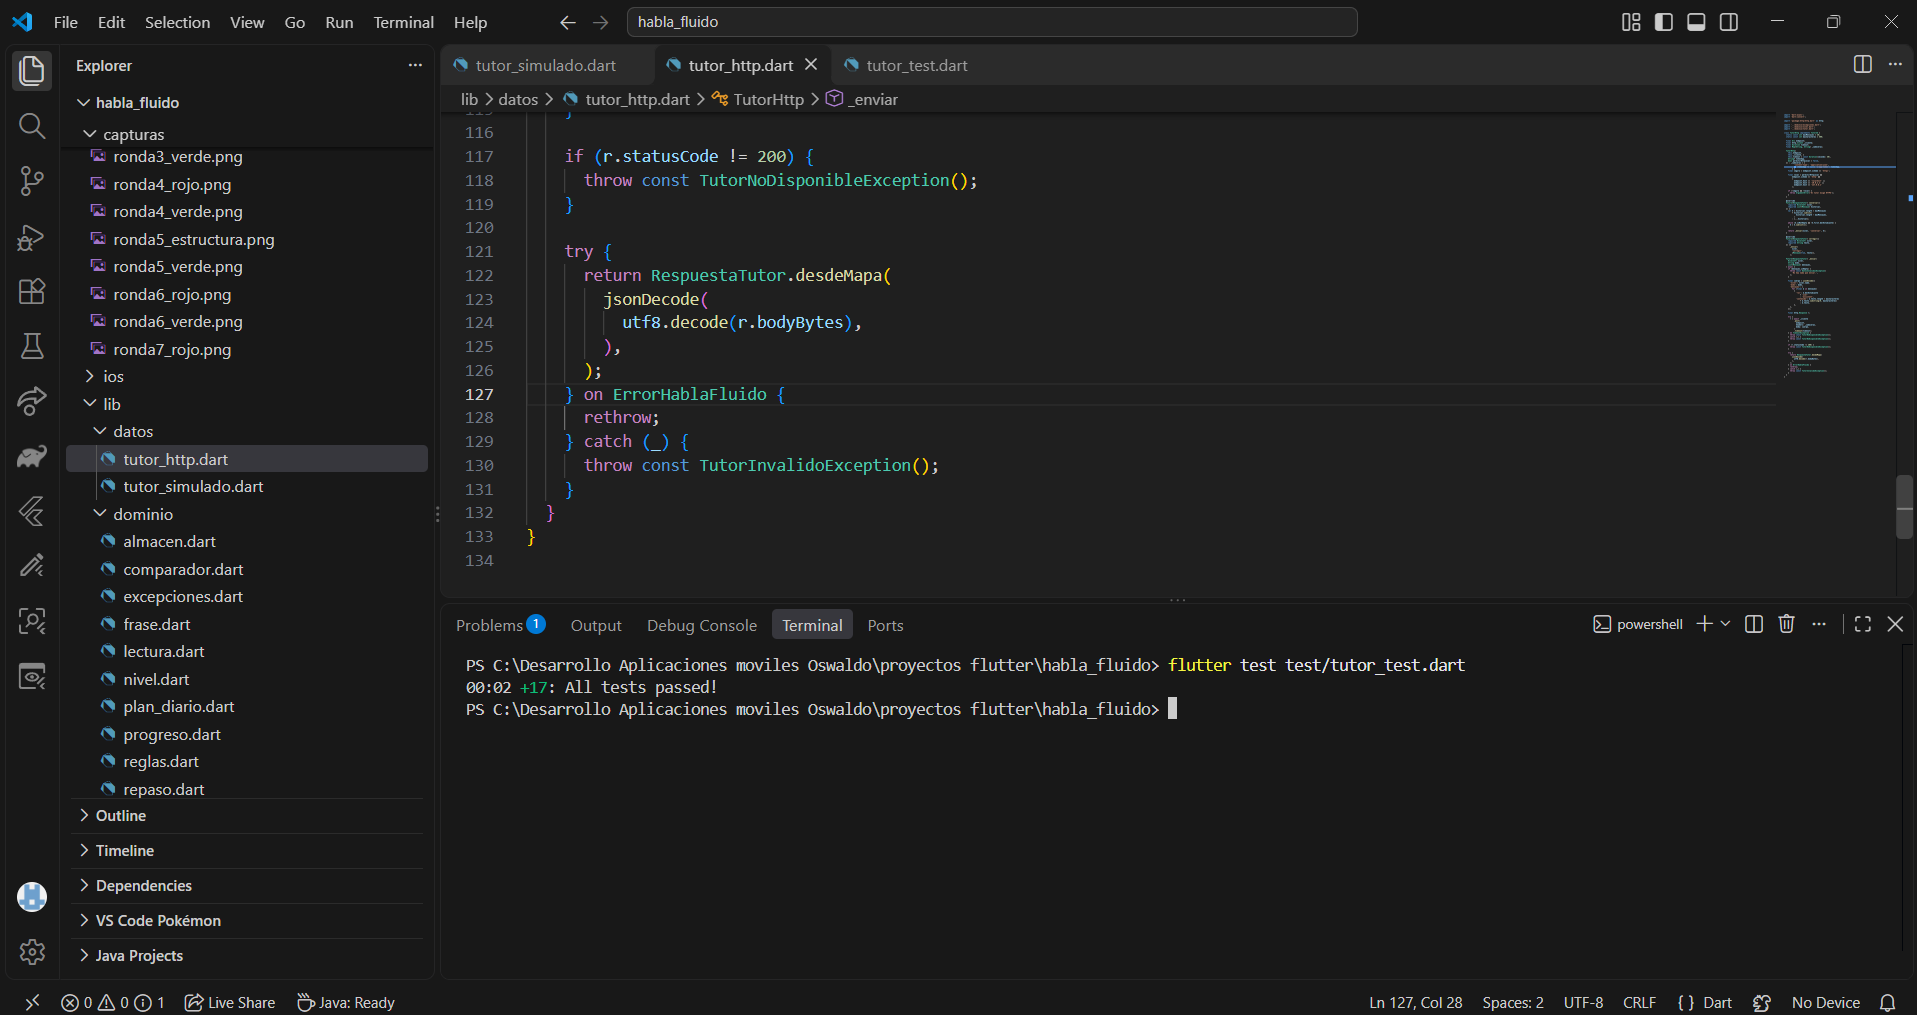 File Edit Selection View Go Run Terminal Help
habla_fluido
Explorer
habla_fluido
capturas
ronda3_verde.png
ronda4_rojo.png
ronda4_verde.png
ronda5_estructura.png
ronda5_verde.png
ronda6_rojo.png
ronda6_verde.png
ronda7_rojo.png
ios
lib
datos
tutor_http.dart
tutor_simulado.dart
dominio
almacen.dart
comparador.dart
excepciones.dart
frase.dart
lectura.dart
nivel.dart
plan_diario.dart
progreso.dart
reglas.dart
repaso.dart
Outline
Timeline
Dependencies
VS Code Pokémon
Java Projects
tutor_simulado.dart tutor_http.dart tutor_test.dart
lib > datos > tutor_http.dart > TutorHttp > _enviar
115 }
116
117 if (r.statusCode != 200) {
118 throw const TutorNoDisponibleException();
119 }
120
121 try {
122 return RespuestaTutor.desdeMapa(
123 jsonDecode(
124 utf8.decode(r.bodyBytes),
125 ),
126 );
127 } on ErrorHablaFluido {
128 rethrow;
129 } catch (_) {
130 throw const TutorInvalidoException();
131 }
132 }
133 }
134
Problems 1 Output Debug Console Terminal Ports
powershell
PS C:\Desarrollo Aplicaciones moviles Oswaldo\proyectos flutter\habla_fluido> flutter test test/tutor_test.dart
00:02 +17: All tests passed!
PS C:\Desarrollo Aplicaciones moviles Oswaldo\proyectos flutter\habla_fluido>
0 0 1 Live Share Java: Ready
Ln 127, Col 28 Spaces: 2 UTF-8 CRLF { } Dart No Device